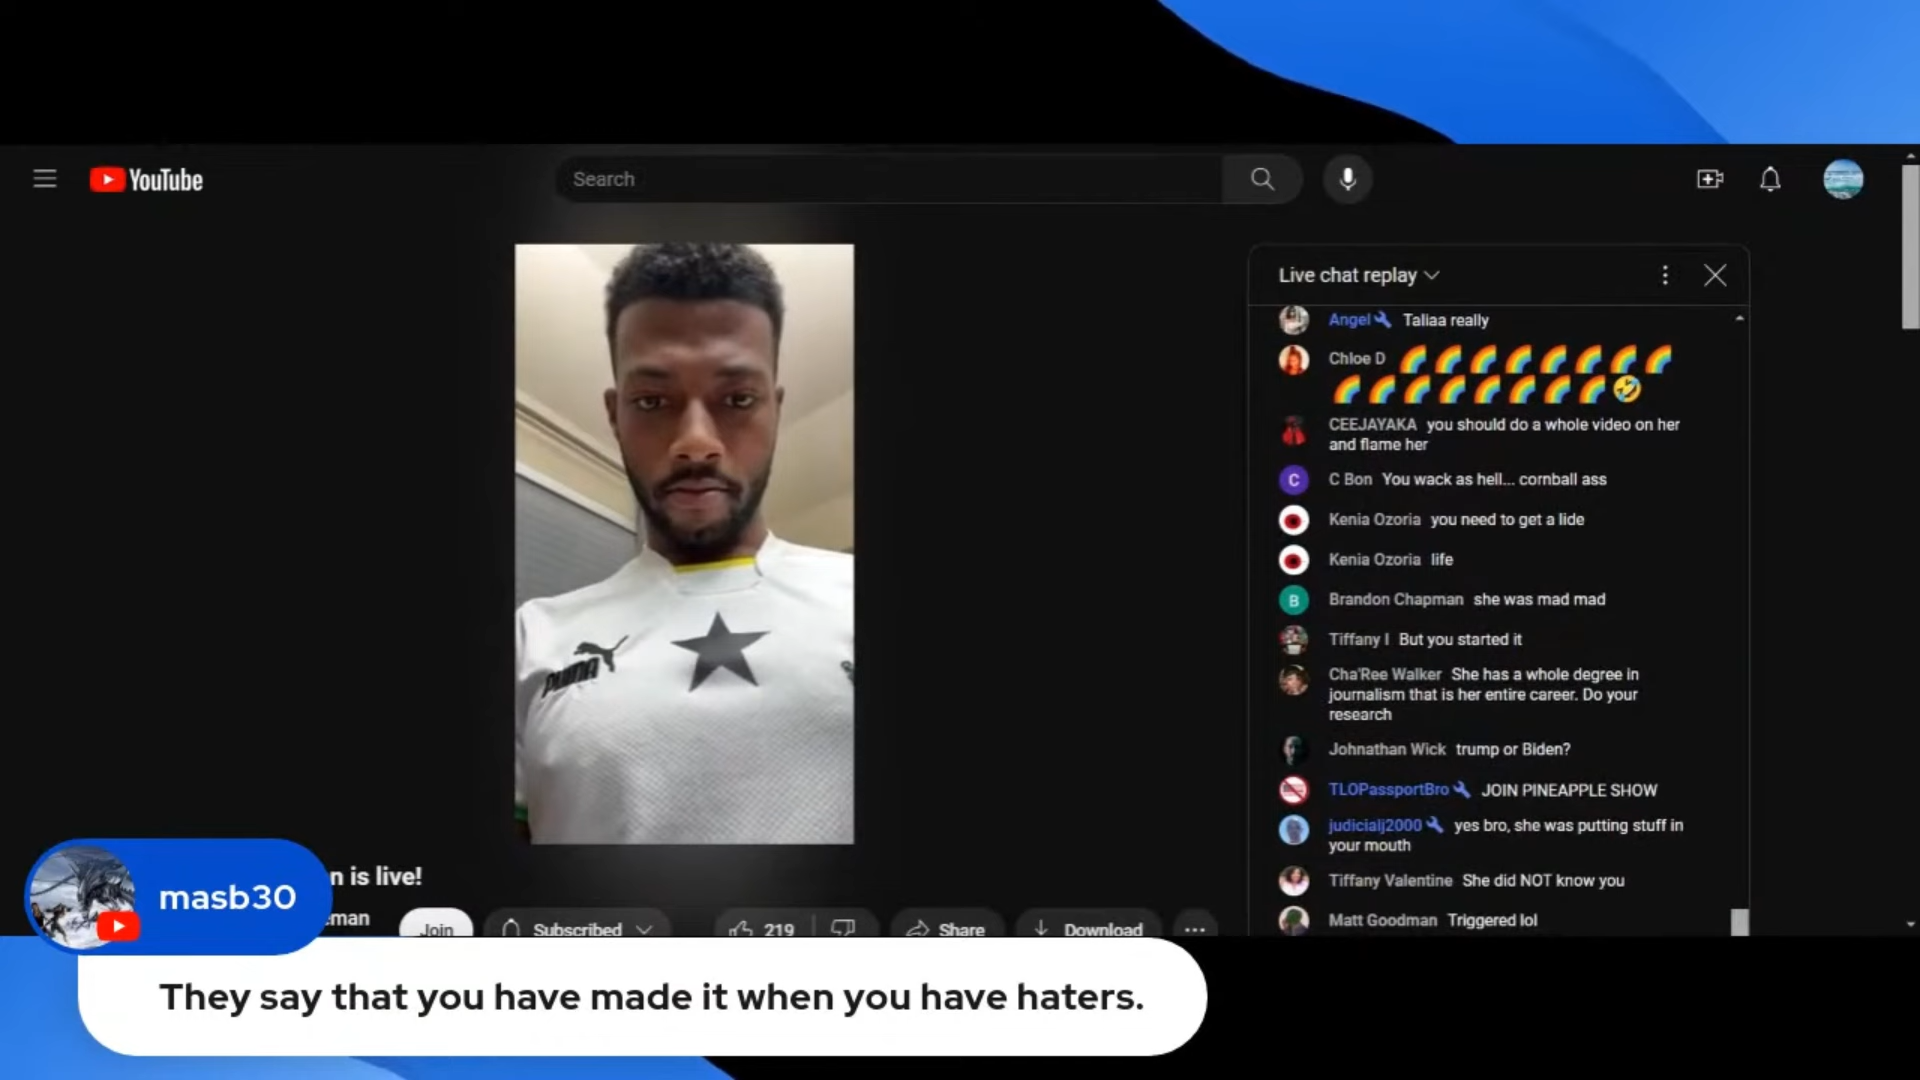 YouTube
Search
Live chat replay
Angel Taliaa really
Chloe D
CEEJAYAKA you should do a whole video on her
and flame her
C C Bon You wack as hell... cornball ass
Kenia Ozoria you need to get a lide
Kenia Ozoria life
B Brandon Chapman she was mad mad
Tiffany I But you started it
Cha'Ree Walker She has a whole degree in
journalism that is her entire career. Do your
research
Johnathan Wick trump or Biden?
TLOPassportBro JOIN PINEAPPLE SHOW
judicialj2000 yes bro, she was putting stuff in
your mouth
Tiffany Valentine She did NOT know you
Matt Goodman Triggered lol
PUMA
n is live!
eman
Join
Subscribed
219
Share
Download
masb30
They say that you have made it when you have haters.